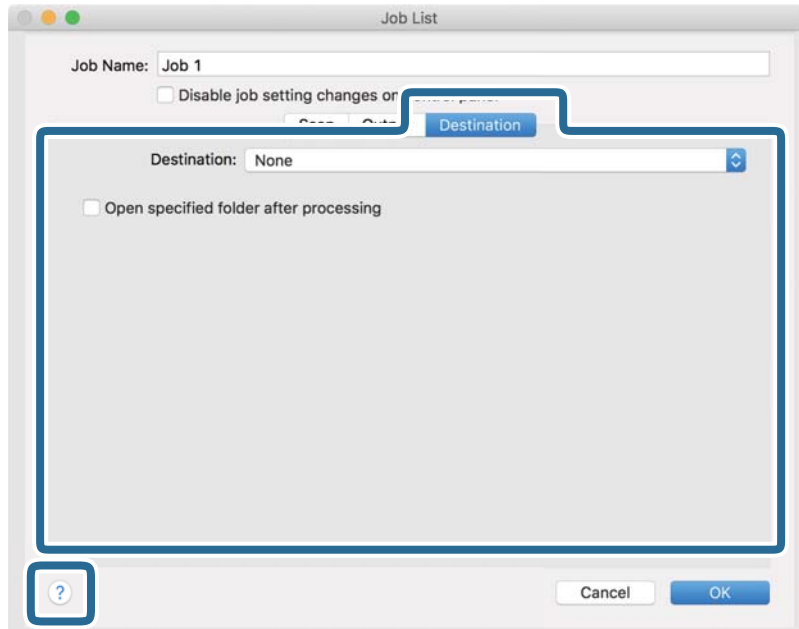 Job List
Job Name: Job 1
Disable job setting changes on
Destination
Destination: None
Open specified folder after processing
? Cancel OK